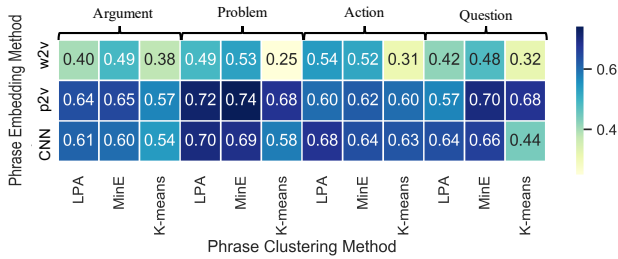 Argument Problem Action Question
Phrase Embedding Method
w2v 0.40 0.49 0.38 0.49 0.53 0.25 0.54 0.52 0.31 0.42 0.48 0.32
p2v 0.64 0.65 0.57 0.72 0.74 0.68 0.60 0.62 0.60 0.57 0.70 0.68
CNN 0.61 0.60 0.54 0.70 0.69 0.58 0.68 0.64 0.63 0.64 0.66 0.44
LPA MinE K-means LPA MinE K-means LPA MinE K-means LPA MinE K-means
Phrase Clustering Method
0.6
0.4